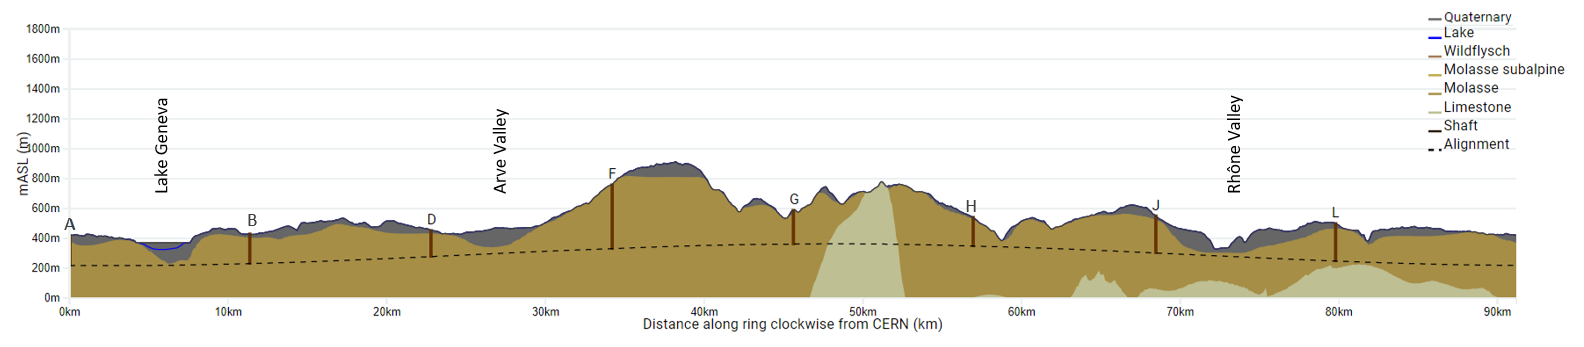 1800m
1600m
1400m
1200m
1000m
800m
600m
400m
200m
0m
mASL (m)
Lake Geneva
Arve Valley
Rhône Valley
A
B
D
F
G
H
J
L
Quaternary
Lake
Wildflysch
Molasse subalpine
Molasse
Limestone
Shaft
Alignment
0km
10km
20km
30km
40km
50km
60km
70km
80km
90km
Distance along ring clockwise from CERN (km)